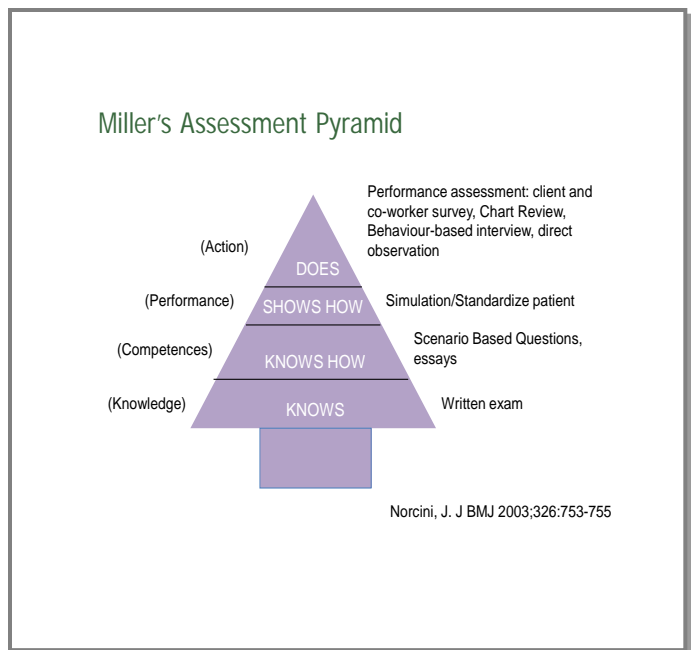 Miller's Assessment Pyramid
Performance assessment: client and
co-worker survey, Chart Review,
Behaviour-based interview, direct
observation
(Action)
DOES
(Performance)
SHOWS HOW
Simulation/Standardize patient
(Competences)
KNOWS HOW
Scenario Based Questions,
essays
(Knowledge)
KNOWS
Written exam
Norcini, J. J BMJ 2003;326:753-755